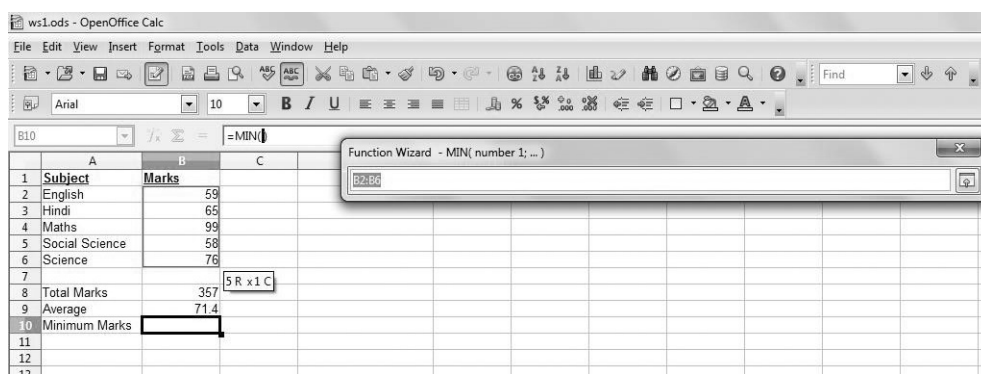 ws1.ods - OpenOffice Calc
File Edit View Insert Format Tools Data Window Help
ABC ABC Find
Arial 10 B I U
B10 =MIN()
Function Wizard - MIN( number 1; ... )
B2:B6
A B C
1 Subject Marks
2 English 59
3 Hindi 65
4 Maths 99
5 Social Science 58
6 Science 76
7
5 R x 1 C
8 Total Marks 357
9 Average 71.4
10 Minimum Marks
11
12
13